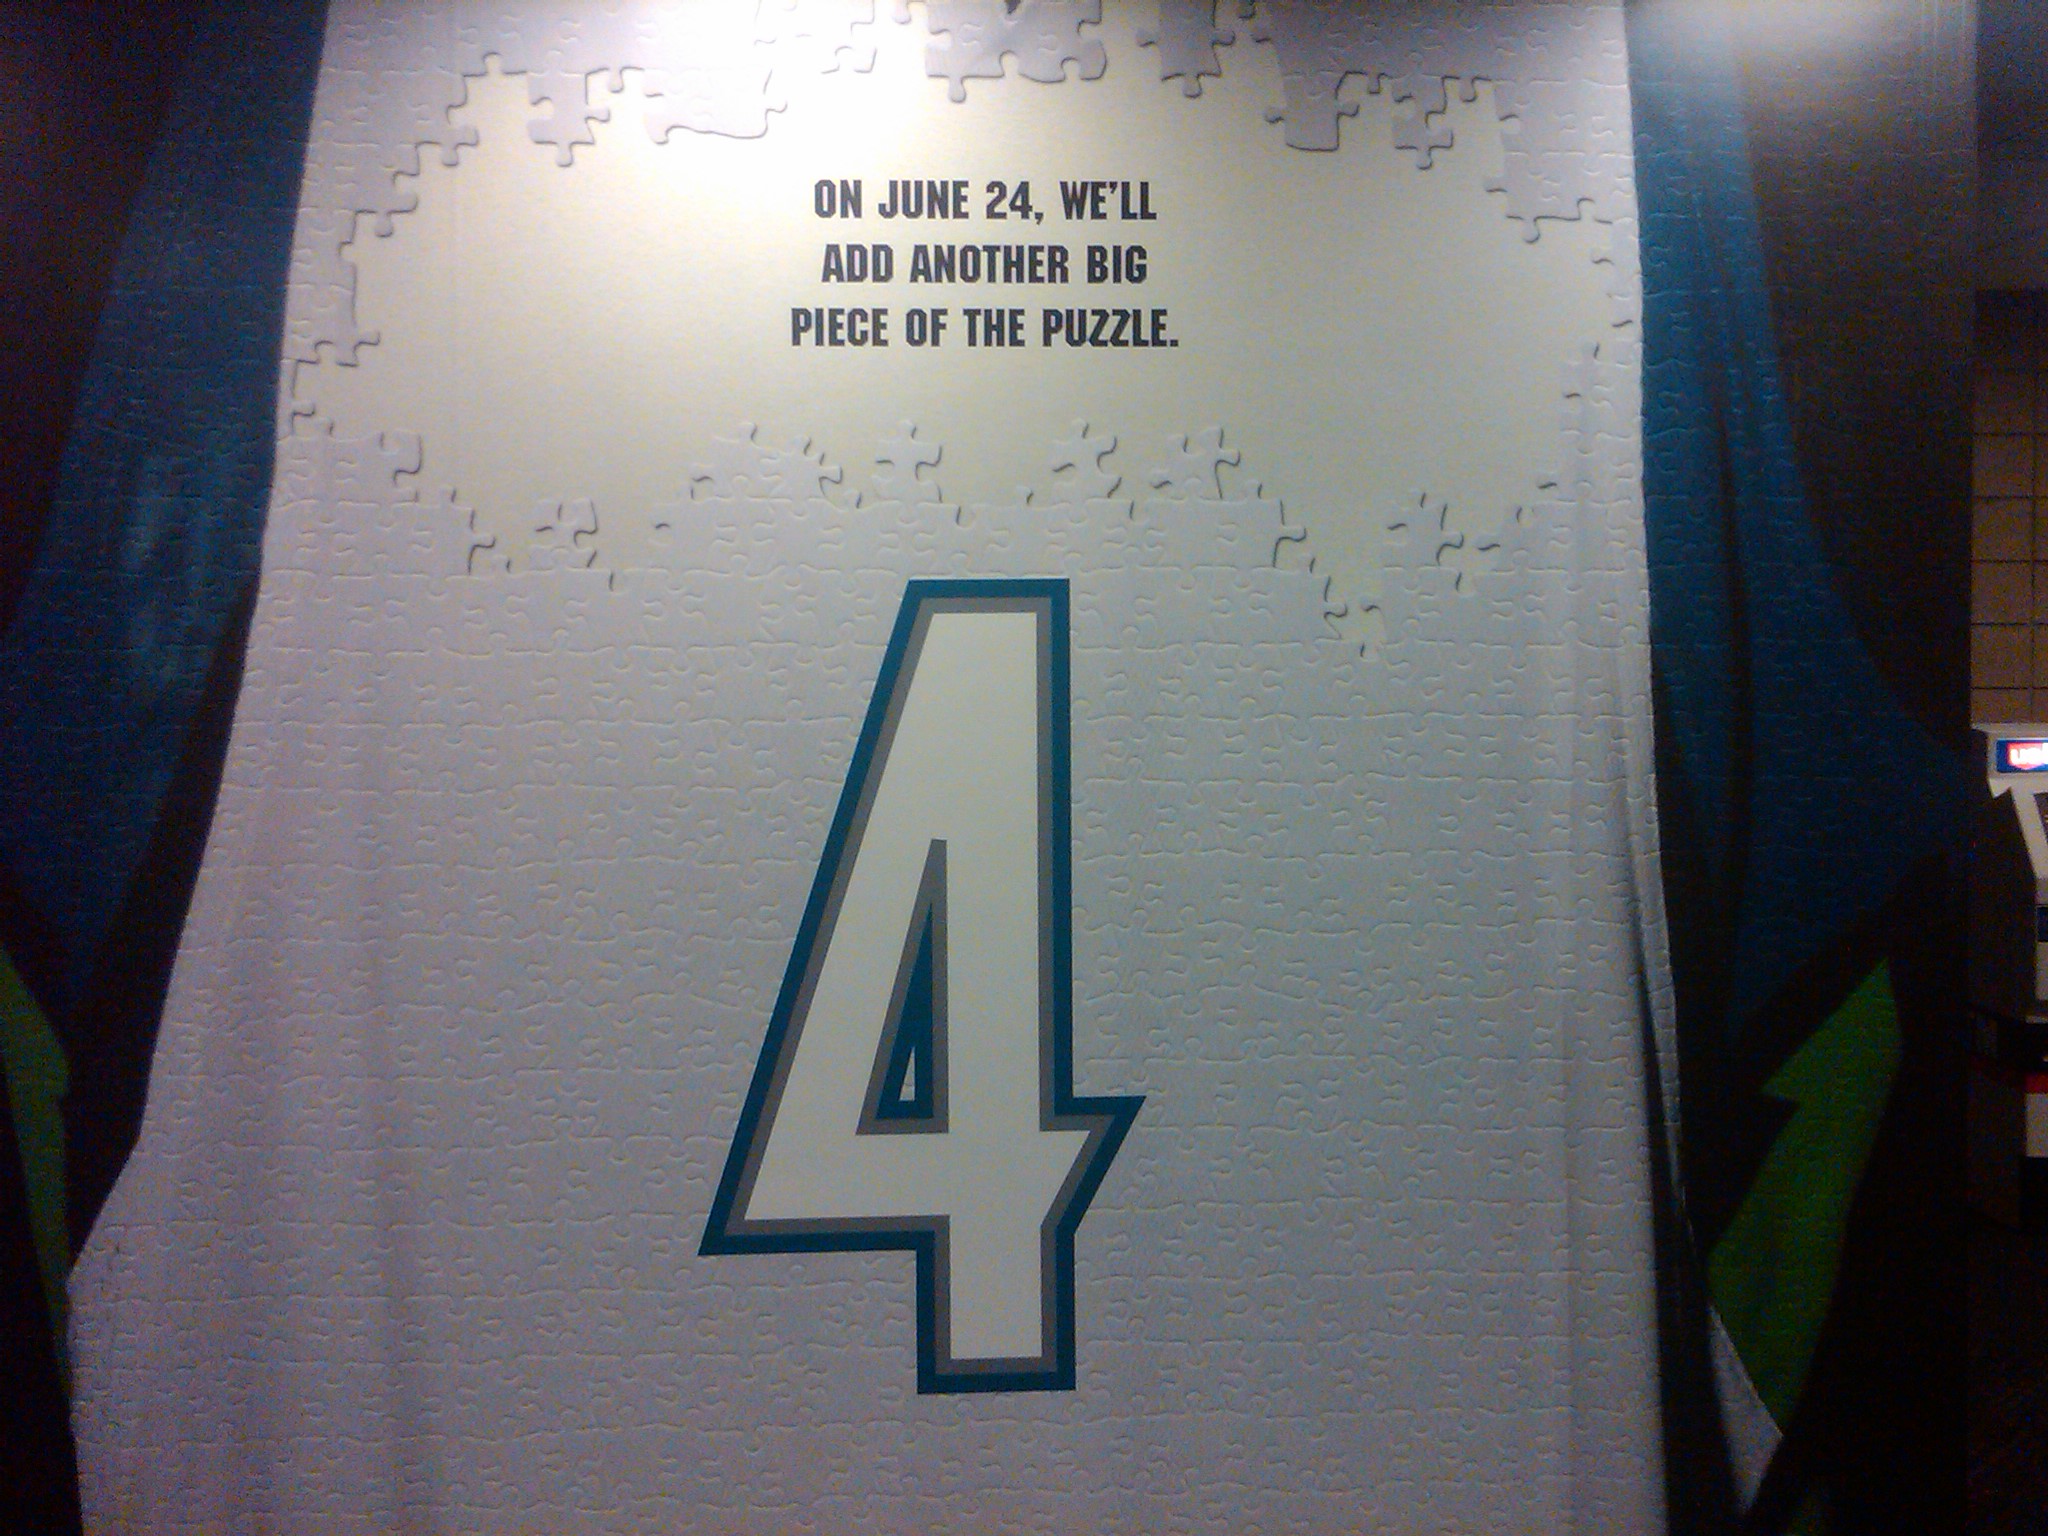 ON JUNE 24, WE'LL
ADD ANOTHER BIG
PIECE OF THE PUZZLE.
4